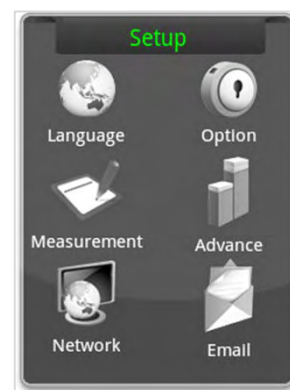 Setup
Language
Option
Measurement
Advance
Network
Email